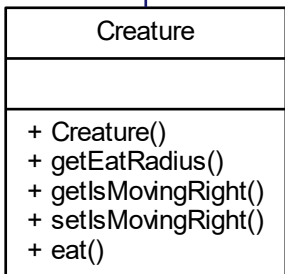 Creature
+ Creature()
+ getEatRadius()
+ getIsMovingRight()
+ setIsMovingRight()
+ eat()